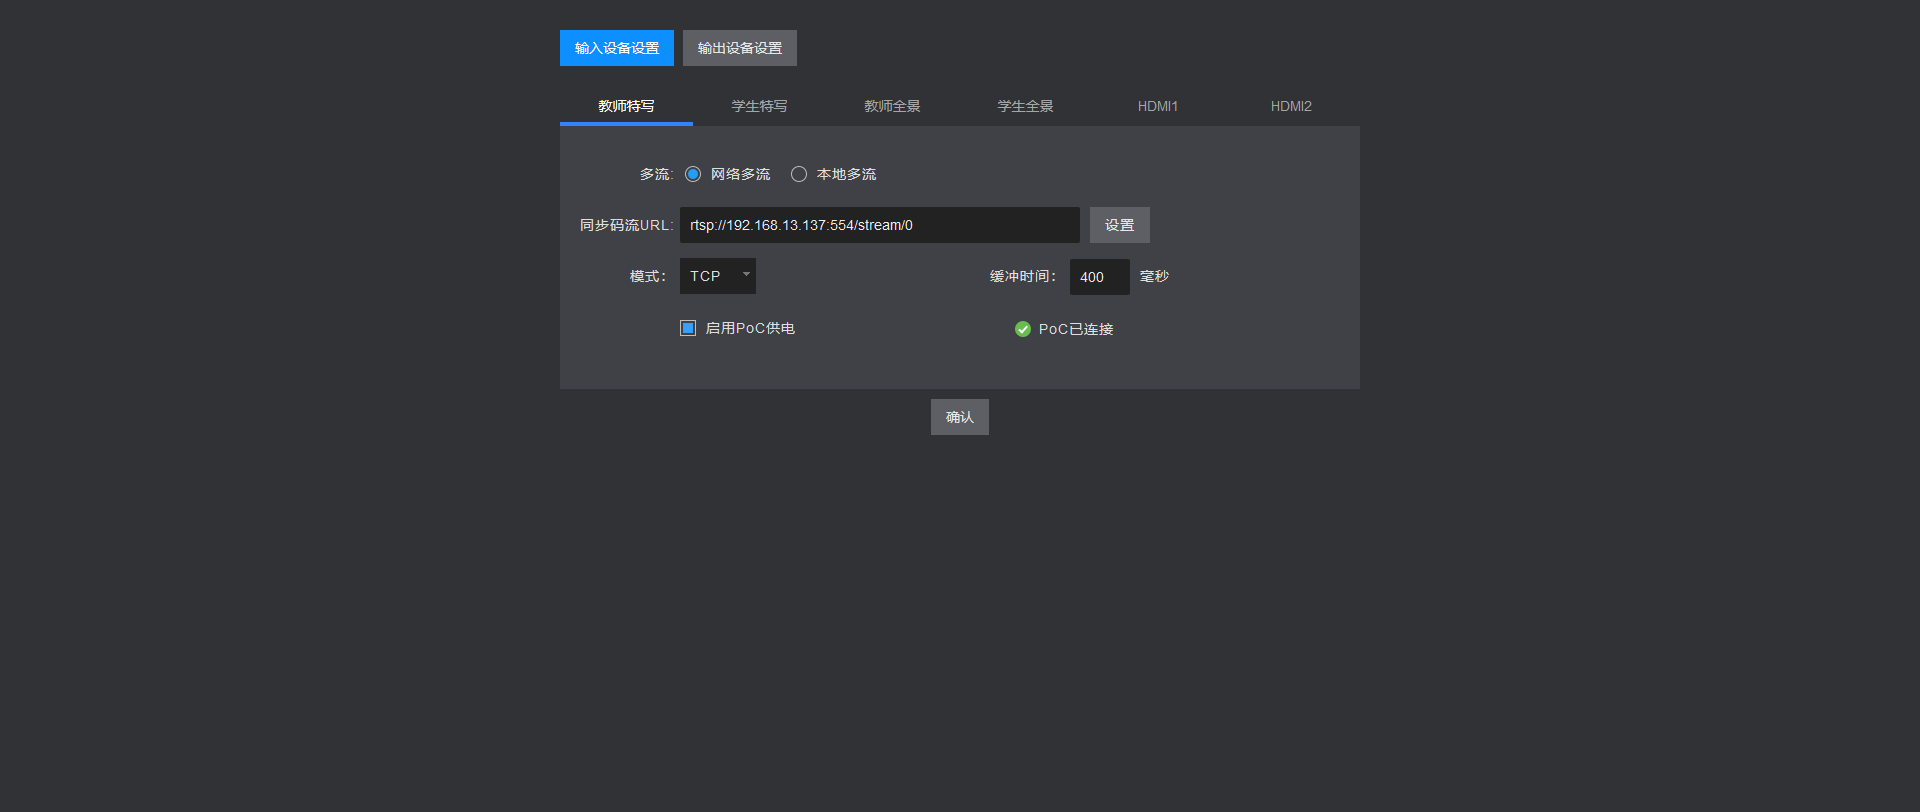 输入设备设置 输出设备设置
教师特写 学生特写 教师全景 学生全景 HDMI1 HDMI2
多流: 网络多流 本地多流
同步码流URL: rtsp://192.168.13.137:554/stream/0 设置
模式: TCP 缓冲时间: 400 毫秒
启用PoC供电 PoC已连接
确认